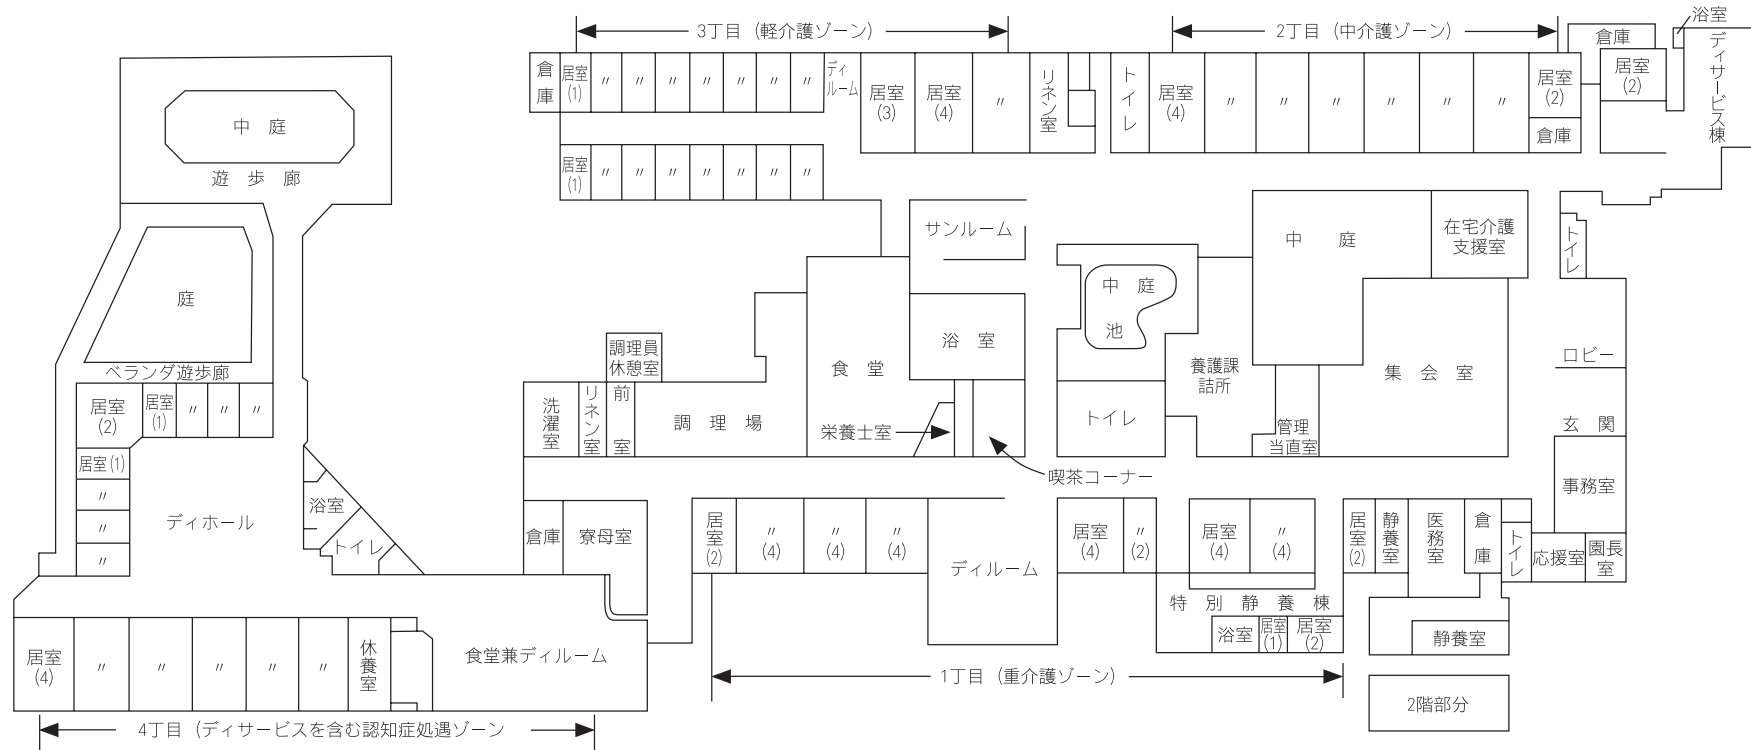 3丁目（軽介護ゾーン）
2丁目（中介護ゾーン）
浴室
倉庫
ディサービス棟
倉庫
居室
(1)
〃
〃
〃
〃
〃
〃
〃
ディ
ルーム
居室
(3)
居室
(4)
〃
リネン室
トイレ
居室
(4)
〃
〃
〃
〃
〃
〃
居室
(2)
倉庫
居室
(2)
中庭
遊歩廊
居室
(1)
〃
〃
〃
〃
〃
〃
〃
サンルーム
中庭
在宅介護
支援室
トイレ
庭
中庭
池
浴室
調理員
休憩室
食堂
養護課
詰所
集会室
ロビー
ベランダ遊歩廊
居室
(2)
居室
(1)
〃
〃
〃
洗濯室
リネン室
前室
調理場
栄養士室
トイレ
管理
当直室
玄関
居室(1)
〃
〃
〃
喫茶コーナー
ディホール
浴室
トイレ
倉庫
寮母室
居室
(2)
〃
(4)
〃
(4)
〃
(4)
ディルーム
居室
(4)
〃
(2)
居室
(4)
〃
(4)
居室
(2)
静養室
医務室
倉庫
トイレ
事務室
応援室
園長室
特別静養棟
浴室
居室
(1)
居室
(2)
静養室
居室
(4)
〃
〃
〃
〃
〃
休養室
食堂兼ディルーム
1丁目（重介護ゾーン）
2階部分
4丁目（ディサービスを含む認知症処遇ゾーン